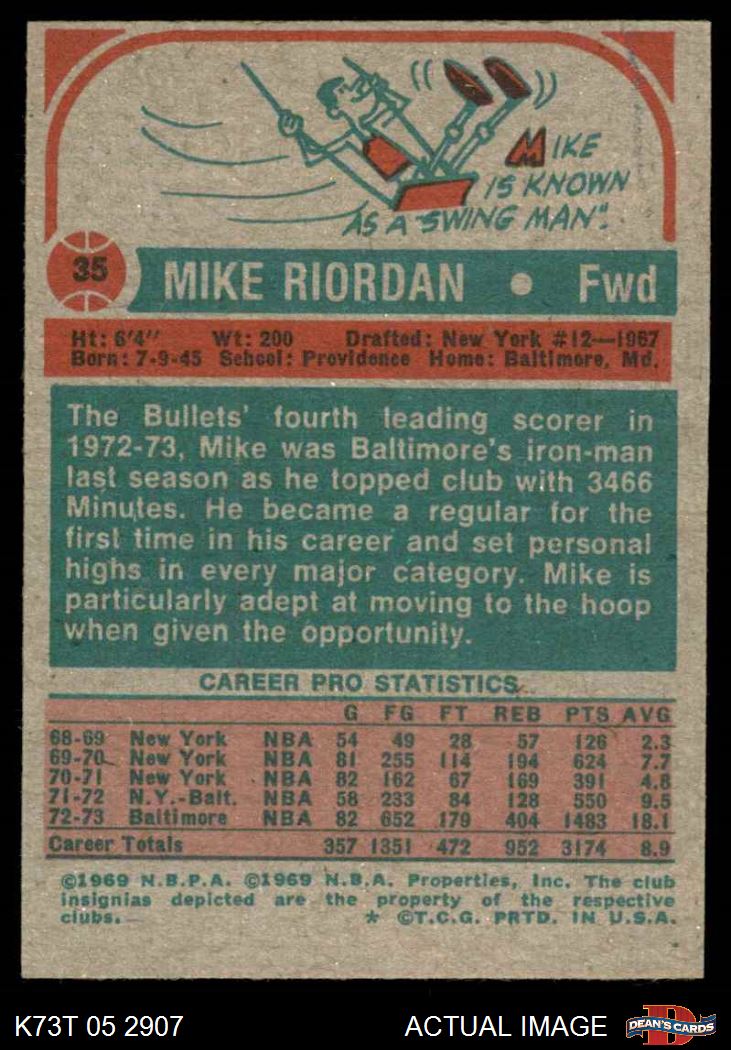 MIKE
IS KNOWN
AS A "SWING MAN".
35
MIKE RIORDAN • Fwd
Ht: 6'4" Wt: 200 Drafted: New York #12—1967
Born: 7-9-45 School: Providence Home: Baltimore, Md.
The Bullets' fourth leading scorer in
1972-73, Mike was Baltimore's iron-man
last season as he topped club with 3466
Minutes. He became a regular for the
first time in his career and set personal
highs in every major category. Mike is
particularly adept at moving to the hoop
when given the opportunity.
CAREER PRO STATISTICS
G FG FT REB PTS AVG
68-69 New York NBA 54 49 28 57 126 2.3
69-70 New York NBA 81 255 114 194 624 7.7
70-71 New York NBA 82 162 67 169 391 4.8
71-72 N.Y.-Balt. NBA 58 233 84 128 550 9.5
72-73 Baltimore NBA 82 652 179 404 1483 18.1
Career Totals 357 1351 472 952 3174 8.9
©1969 N.B.P.A. ©1969 N.B.A. Properties, Inc. The club
insignias depicted are the property of the respective
clubs. * ©T.C.G. PRTD. IN U.S.A.
K73T 05 2907 ACTUAL IMAGE DEAN'S CARDS